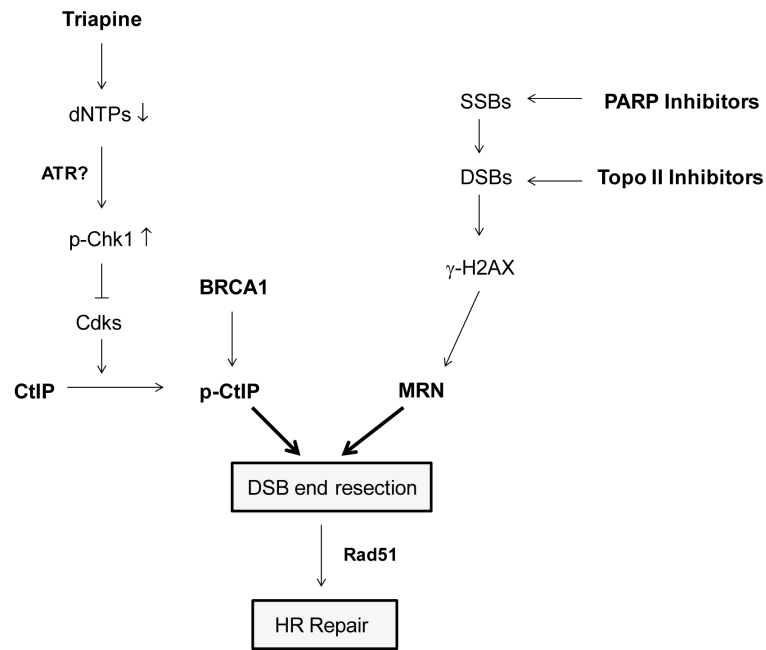 Triapine
dNTPs ↓
ATR?
p-Chk1 ↑
Cdks
CtIP
BRCA1
p-CtIP
SSBs
PARP Inhibitors
DSBs
Topo II Inhibitors
γ-H2AX
MRN
DSB end resection
Rad51
HR Repair